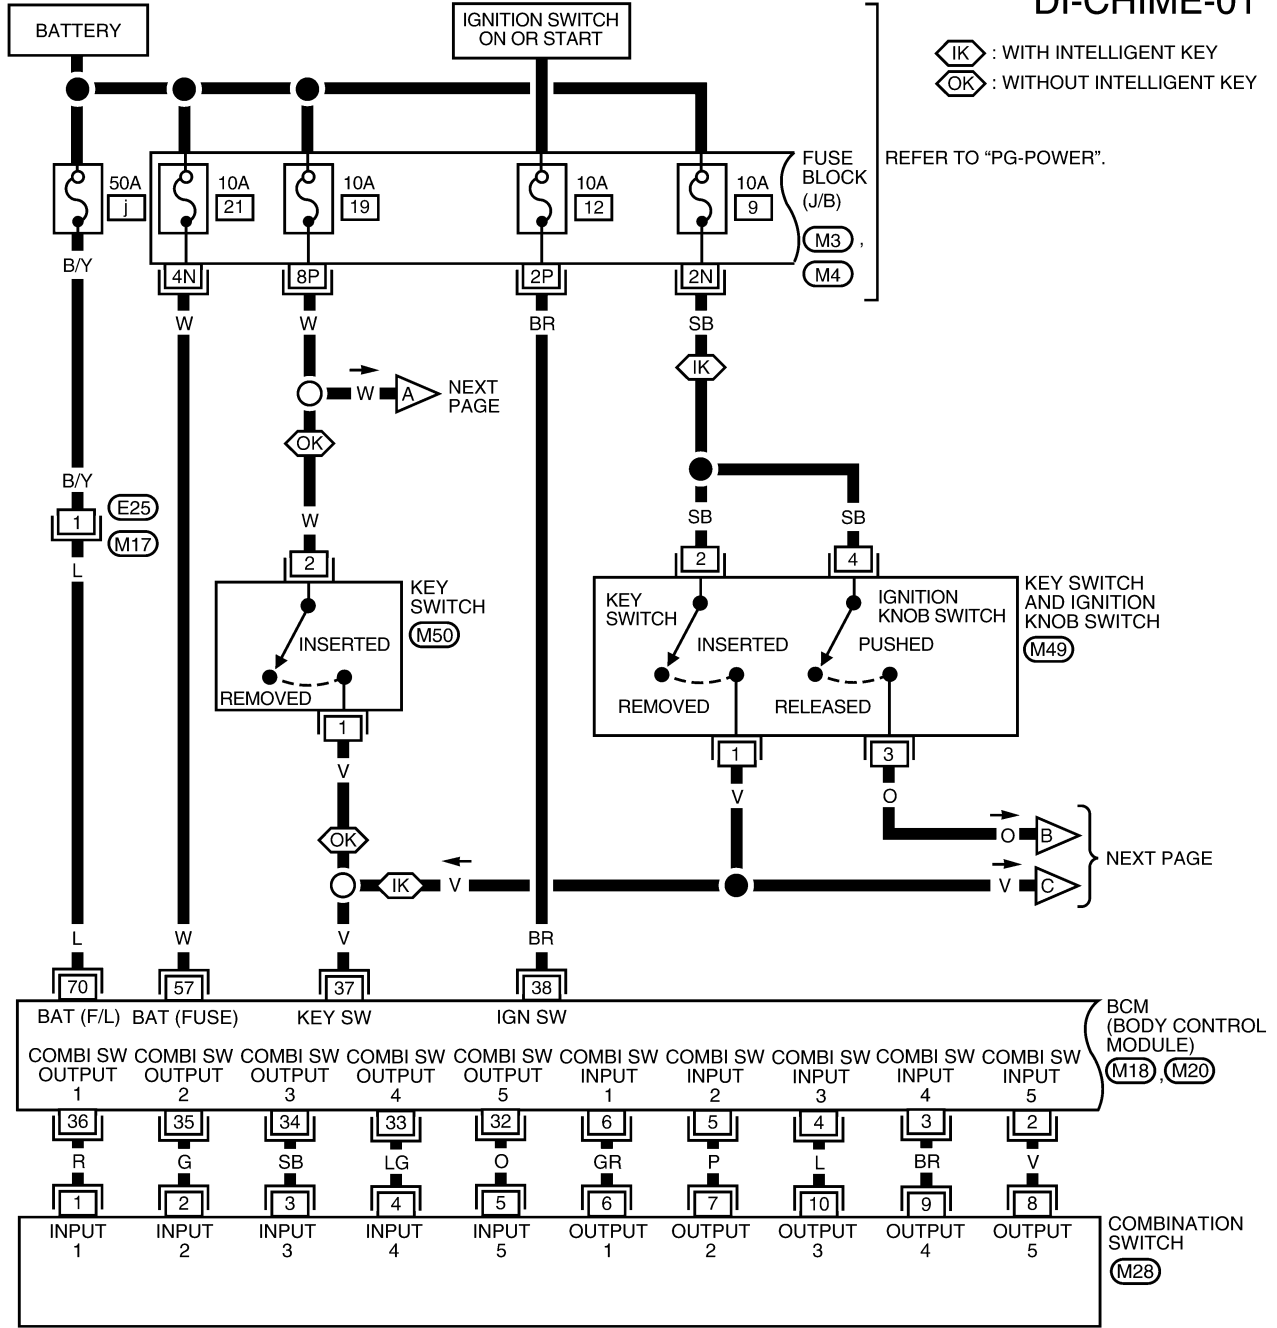 DI-CHIME-01
BATTERY
IGNITION SWITCH
ON OR START
IK : WITH INTELLIGENT KEY
OK : WITHOUT INTELLIGENT KEY
50A
j
10A
21
10A
19
10A
12
10A
9
FUSE
BLOCK
(J/B)
M3 ,
M4
REFER TO “PG-POWER”.
4N
8P
2P
2N
B/Y
W
W
BR
SB
IK
W
A
NEXT
PAGE
OK
B/Y
1
E25
M17
L
W
SB
SB
2
2
4
KEY
SWITCH
M50
INSERTED
REMOVED
1
KEY
SWITCH
INSERTED
REMOVED
IGNITION
KNOB SWITCH
PUSHED
RELEASED
KEY SWITCH
AND IGNITION
KNOB SWITCH
M49
1
3
V
V
O
OK
O
B
NEXT PAGE
IK
V
V
C
L
W
V
BR
70
57
37
38
BAT (F/L)
BAT (FUSE)
KEY SW
IGN SW
BCM
(BODY CONTROL
MODULE)
M18 , M20
COMBI SW
OUTPUT
1
COMBI SW
OUTPUT
2
COMBI SW
OUTPUT
3
COMBI SW
OUTPUT
4
COMBI SW
OUTPUT
5
COMBI SW
INPUT
1
COMBI SW
INPUT
2
COMBI SW
INPUT
3
COMBI SW
INPUT
4
COMBI SW
INPUT
5
36
35
34
33
32
6
5
4
3
2
R
G
SB
LG
O
GR
P
L
BR
V
1
2
3
4
5
6
7
10
9
8
INPUT
1
INPUT
2
INPUT
3
INPUT
4
INPUT
5
OUTPUT
1
OUTPUT
2
OUTPUT
3
OUTPUT
4
OUTPUT
5
COMBINATION
SWITCH
M28